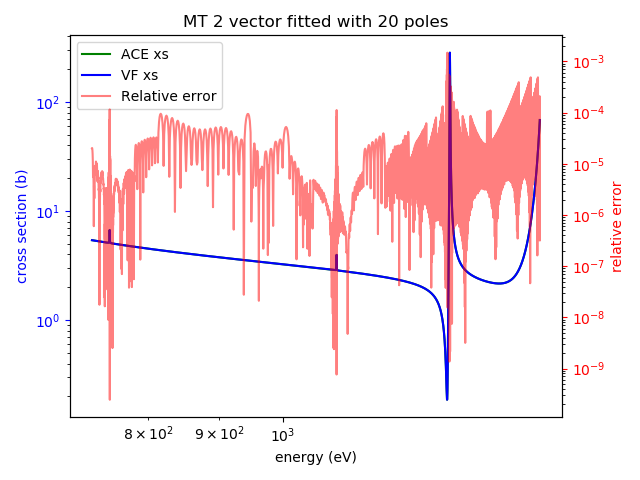 MT 2 vector fitted with 20 poles
ACE xs
VF xs
Relative error
cross section (b)
10²
10¹
10⁰
relative error
10⁻³
10⁻⁴
10⁻⁵
10⁻⁶
10⁻⁷
10⁻⁸
10⁻⁹
8 × 10² 9 × 10² 10³
energy (eV)